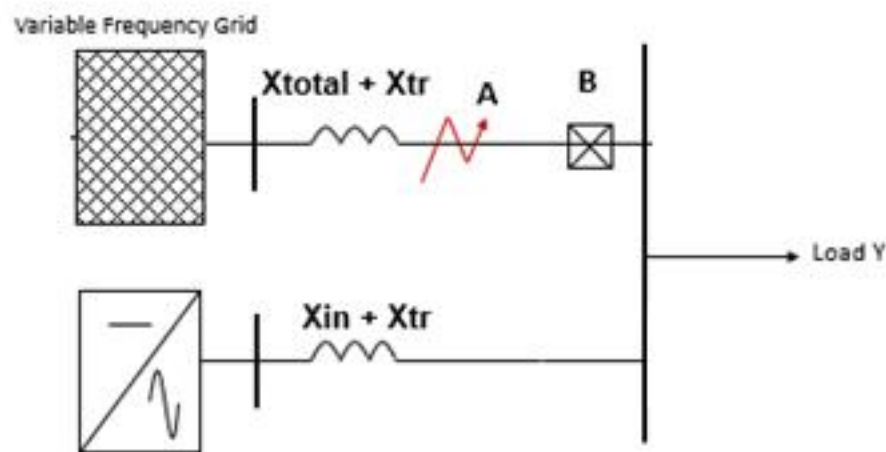 Variable Frequency Grid
Xtotal + Xtr
A
B
Load Y
Xin + Xtr